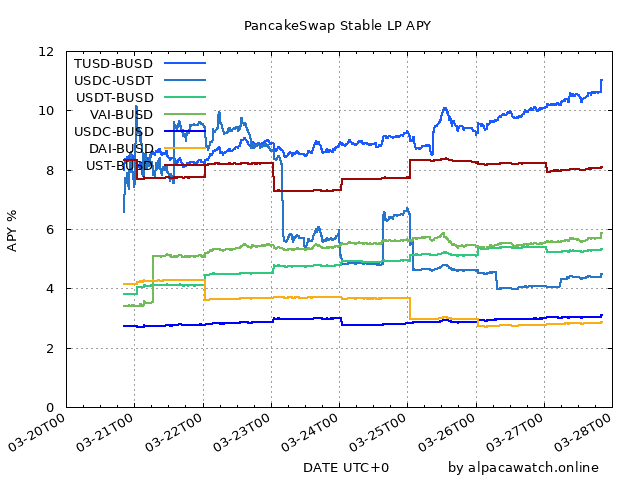 PancakeSwap Stable LP APY
12
10
8
6
4
2
0
APY %
TUSD-BUSD
USDC-USDT
USDT-BUSD
VAI-BUSD
USDC-BUSD
DAI-BUSD
UST-BUSD
03-20T00
03-21T00
03-22T00
03-23T00
03-24T00
03-25T00
03-26T00
03-27T00
03-28T00
DATE UTC+0
by alpacawatch.online